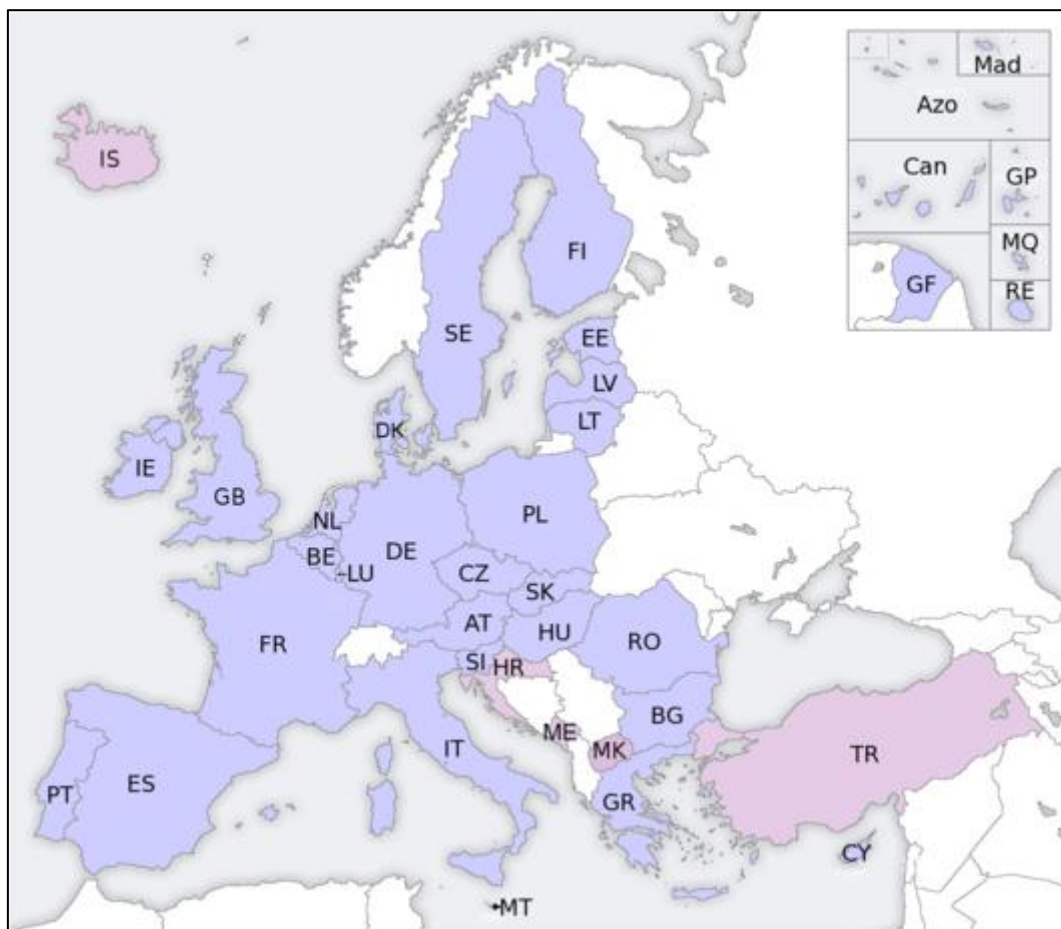 Mad
Azo
IS
Can
GP
FI
MQ
GF
RE
SE
EE
LV
LT
DK
IE
GB
NL
PL
BE
DE
LU
CZ
SK
AT
HU
FR
RO
SI
HR
BG
ME
IT
MK
TR
ES
PT
GR
CY
MT